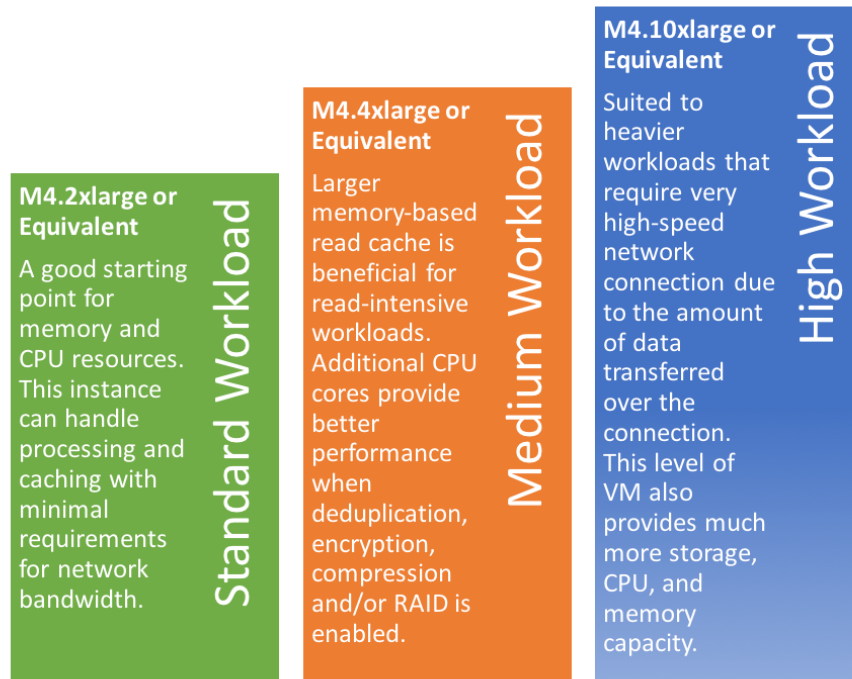 M4.2xlarge or
Equivalent
A good starting
point for
memory and
CPU resources.
This instance
can handle
processing and
caching with
minimal
requirements
for network
bandwidth.
Standard Workload
M4.4xlarge or
Equivalent
Larger
memory-based
read cache is
beneficial for
read-intensive
workloads.
Additional CPU
cores provide
better
performance
when
deduplication,
encryption,
compression
and/or RAID is
enabled.
Medium Workload
M4.10xlarge or
Equivalent
Suited to
heavier
workloads that
require very
high-speed
network
connection due
to the amount
of data
transferred
over the
connection.
This level of
VM also
provides much
more storage,
CPU, and
memory
capacity.
High Workload